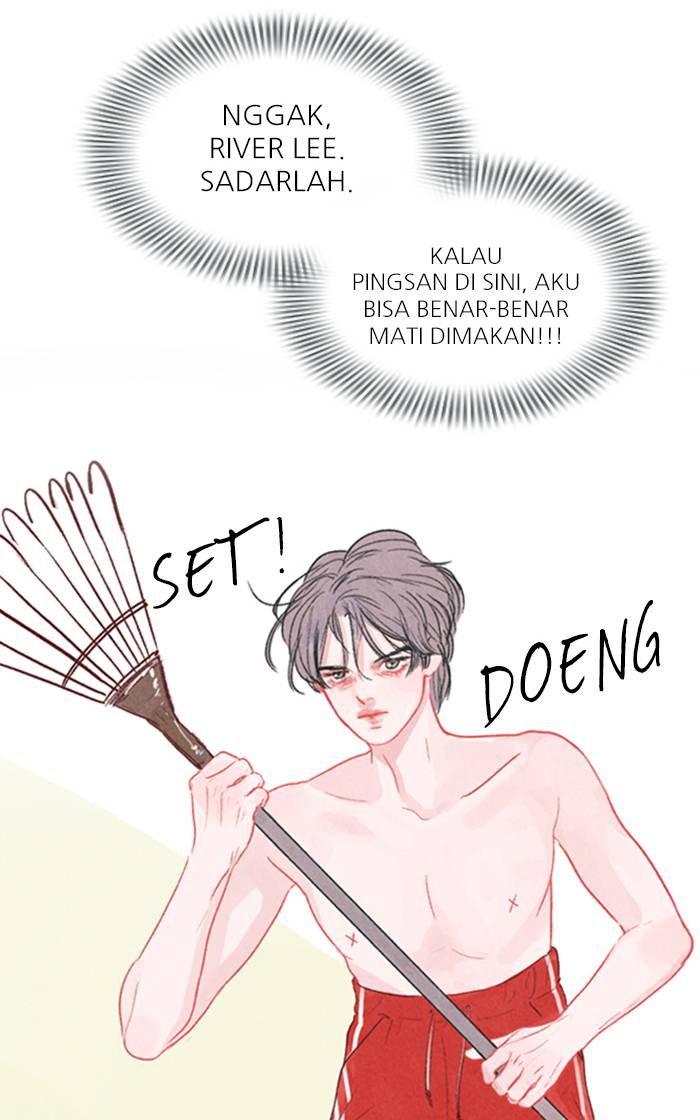 NGGAK,
RIVER LEE.
SADARLAH.
KALAU
PINGSAN DI SINI, AKU
BISA BENAR-BENAR
MATI DIMAKAN!!!
SET!
DOENG